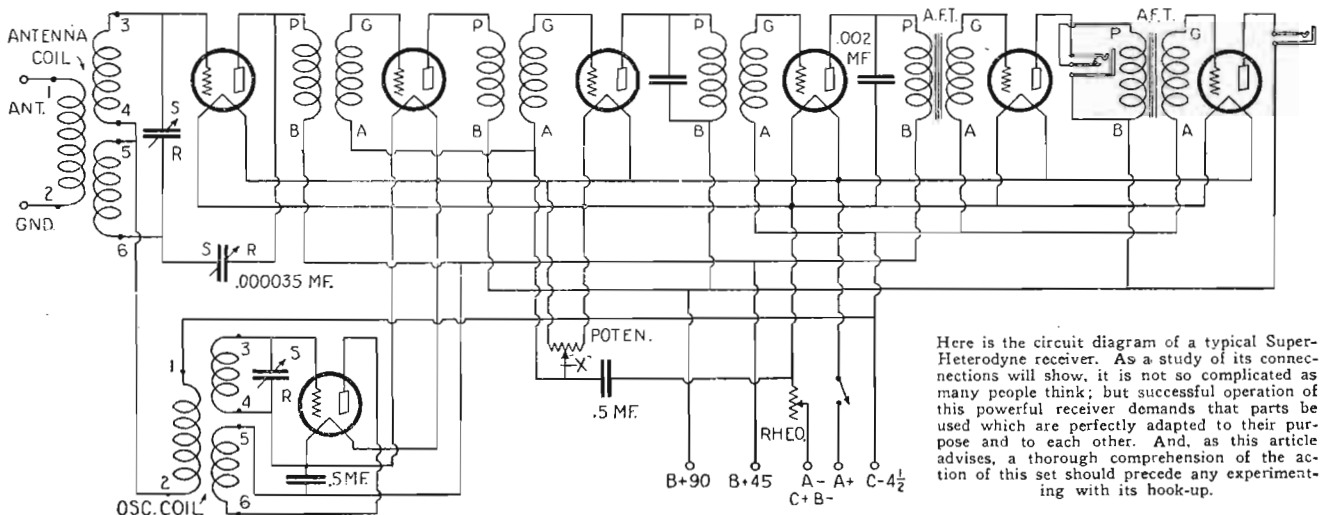 3
P
G
P
G
P
A.F.T.
G
P
A.F.T.
G
ANTENNA
COIL
.002
MF
1
ANT.
4
S
5
R
B
A
B
A
B
A
B
A
B
A
2
GND.
6
S
R
.000035 MF.
POTEN.
"X"
.5 MF.
RHEO.
1
3
S
4
R
5
2
OSC. COIL
6
.5 MF.
B+90
B+45
A-
C+ B-
A+
C-4½
Here is the circuit diagram of a typical Super-
Heterodyne receiver. As a study of its connec-
nections will show, it is not so complicated as
many people think; but successful operation of
this powerful receiver demands that parts be
used which are perfectly adapted to their pur-
pose and to each other. And, as this article
advises, a thorough comprehension of the ac-
tion of this set should precede any experiment-
ing with its hook-up.